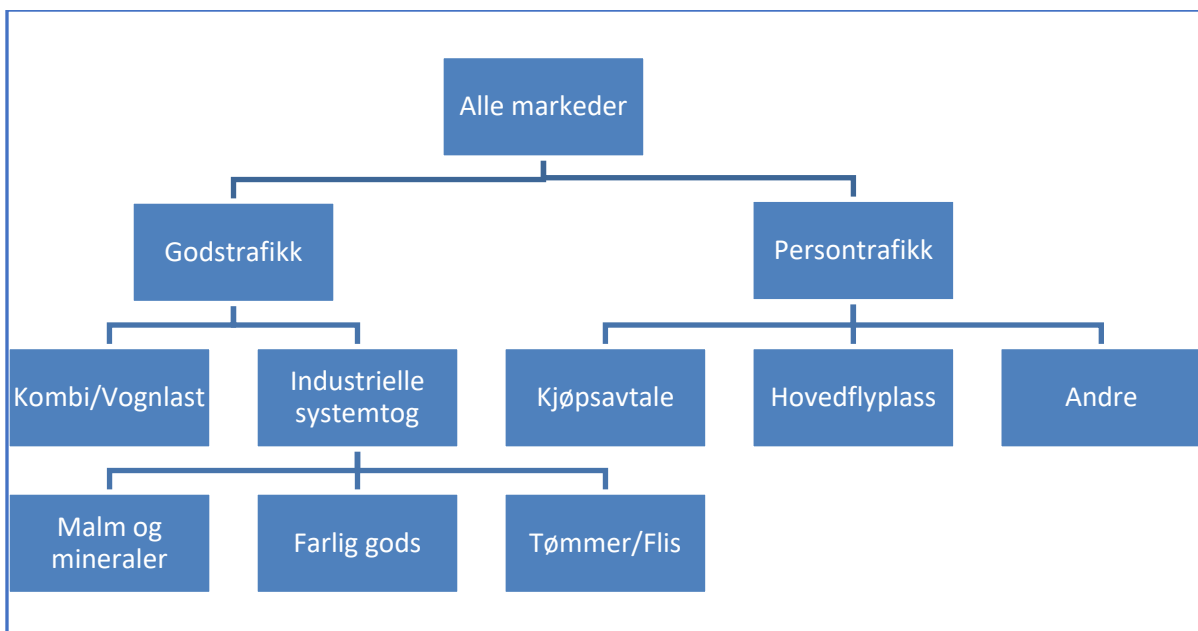 Alle markeder
Godstrafikk
Persontrafikk
Kombi/Vognlast
Industrielle
systemtog
Kjøpsavtale
Hovedflyplass
Andre
Malm og
mineraler
Farlig gods
Tømmer/Flis